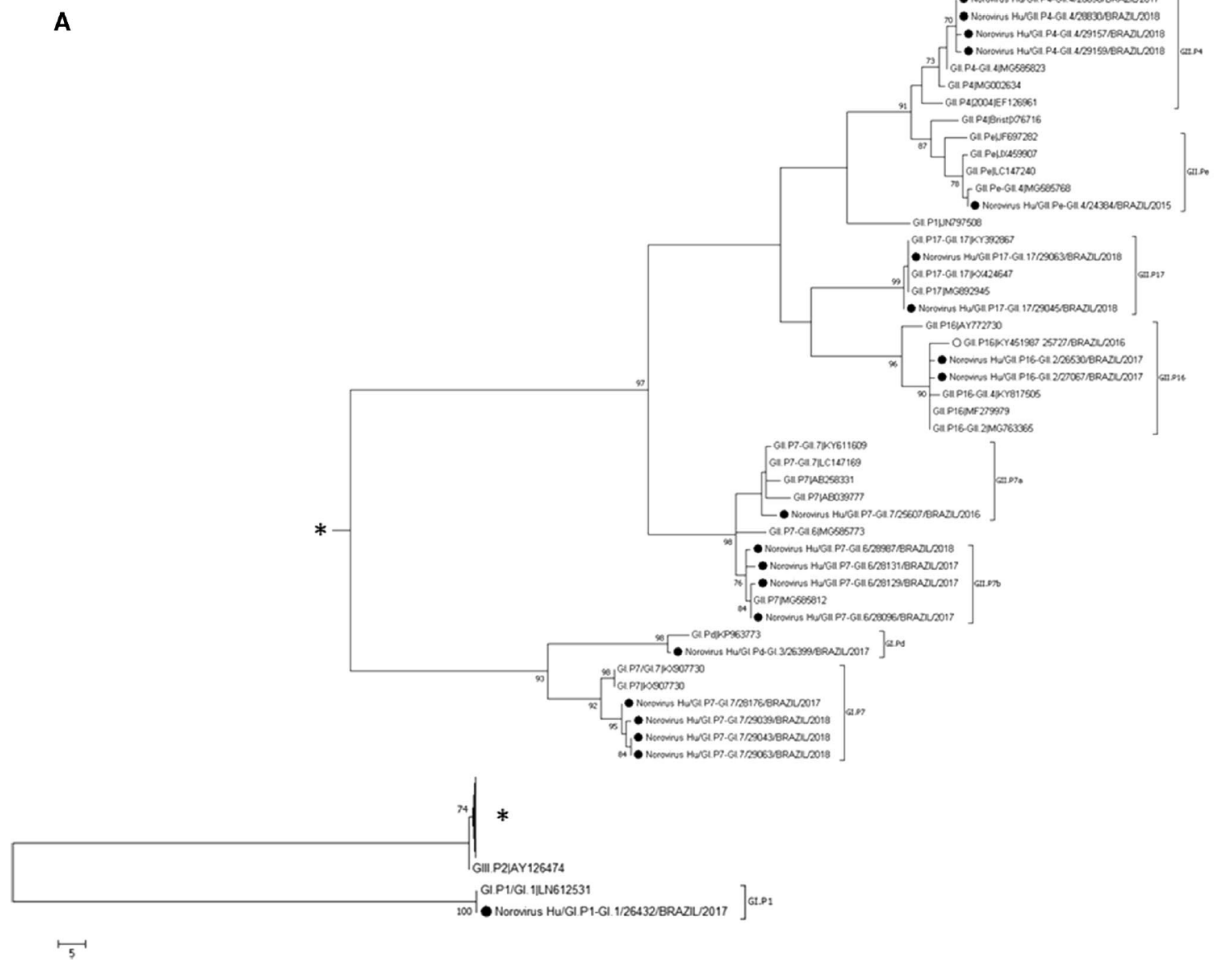 A
Norovirus Hu/GII.P4-GII.4/28830/BRAZIL/2018
70
Norovirus Hu/GII.P4-GII.4/29157/BRAZIL/2018
Norovirus Hu/GII.P4-GII.4/29159/BRAZIL/2018
GII.P4
73
GII.P4-GII.4|MG585823
GII.P4|MG002634
GII.P4|2004|EF126961
91
GII.P4|Brist|X76716
87
GII.Pe|JF697282
GII.Pe|JX459907
GII.Pe|LC147240
GII.Pe
78
GII.Pe-GII.4|MG585768
Norovirus Hu/GII.Pe-GII.4/24384/BRAZIL/2015
GII.P1|JN797508
GII.P17-GII.17|KY392867
Norovirus Hu/GII.P17-GII.17/29063/BRAZIL/2018
GII.P17-GII.17|KX424647
GII.P17
99
GII.P17|MG892945
Norovirus Hu/GII.P17-GII.17/29045/BRAZIL/2018
GII.P16|AY772730
GII.P16|KY451987 25727/BRAZIL/2016
96
Norovirus Hu/GII.P16-GII.2/26530/BRAZIL/2017
Norovirus Hu/GII.P16-GII.2/27067/BRAZIL/2017
GII.P16
97
90
GII.P16-GII.4|KY817505
GII.P16|MF279979
GII.P16-GII.2|MG763365
GII.P7-GII.7|KY611609
GII.P7-GII.7|LC147169
GII.P7|AB258331
GII.P7a
GII.P7|AB039777
Norovirus Hu/GII.P7-GII.7/25607/BRAZIL/2016
*
GII.P7-GII.6|MG585773
98
Norovirus Hu/GII.P7-GII.6/28987/BRAZIL/2018
Norovirus Hu/GII.P7-GII.6/28131/BRAZIL/2017
76
Norovirus Hu/GII.P7-GII.6/28129/BRAZIL/2017
GII.P7b
GII.P7|MG585812
84
Norovirus Hu/GII.P7-GII.6/28096/BRAZIL/2017
98
GI.Pd|KP963773
GI.Pd
Norovirus Hu/GI.Pd-GI.3/26399/BRAZIL/2017
93
GI.P7/GI.7|KX907730
98
GI.P7|KX907730
92
Norovirus Hu/GI.P7-GI.7/28176/BRAZIL/2017
GI.P7
95
Norovirus Hu/GI.P7-GI.7/29039/BRAZIL/2018
Norovirus Hu/GI.P7-GI.7/29043/BRAZIL/2018
84
Norovirus Hu/GI.P7-GI.7/29063/BRAZIL/2018
74
*
GIII.P2|AY126474
GI.P1/GI.1|LN612531
GI.P1
100
Norovirus Hu/GI.P1-GI.1/26432/BRAZIL/2017
5